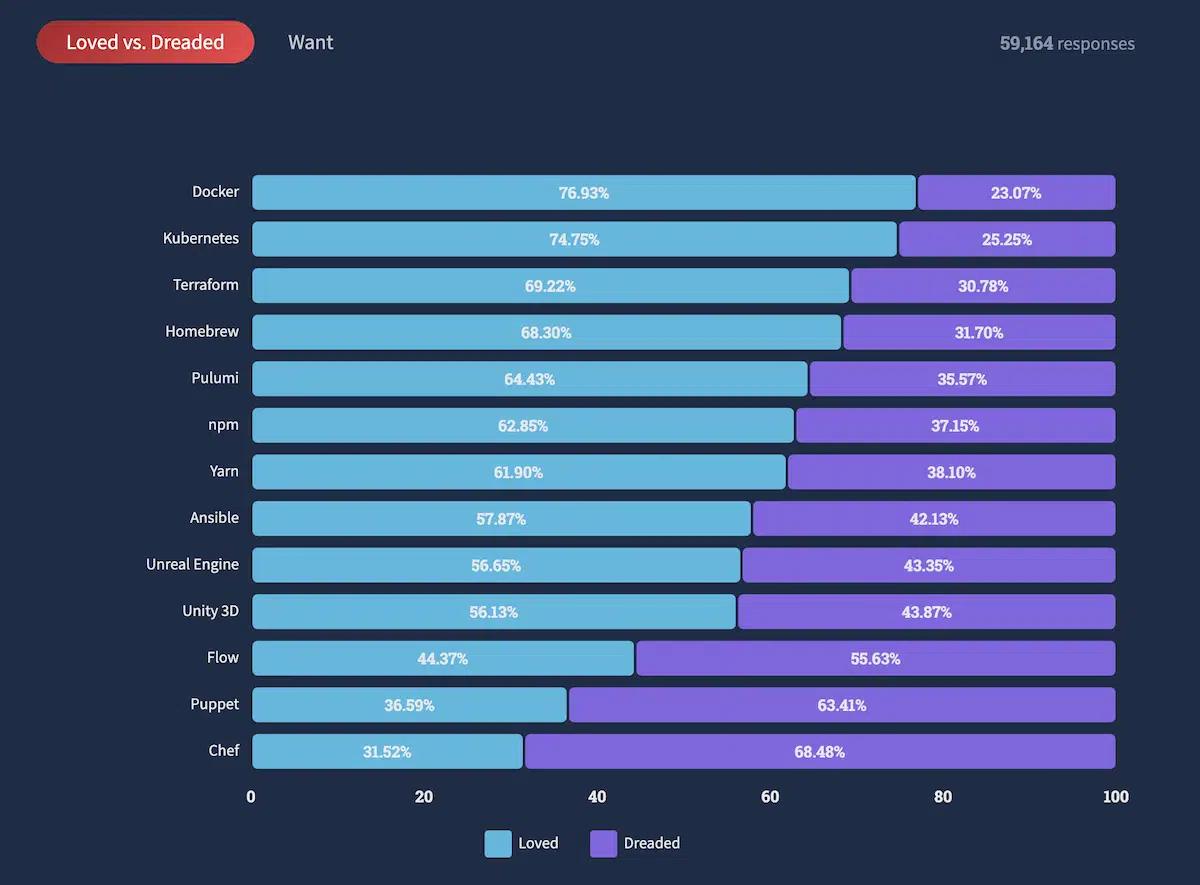 Loved vs. Dreaded Want 59,164 responses
Docker 76.93% 23.07%
Kubernetes 74.75% 25.25%
Terraform 69.22% 30.78%
Homebrew 68.30% 31.70%
Pulumi 64.43% 35.57%
npm 62.85% 37.15%
Yarn 61.90% 38.10%
Ansible 57.87% 42.13%
Unreal Engine 56.65% 43.35%
Unity 3D 56.13% 43.87%
Flow 44.37% 55.63%
Puppet 36.59% 63.41%
Chef 31.52% 68.48%
0 20 40 60 80 100
Loved Dreaded